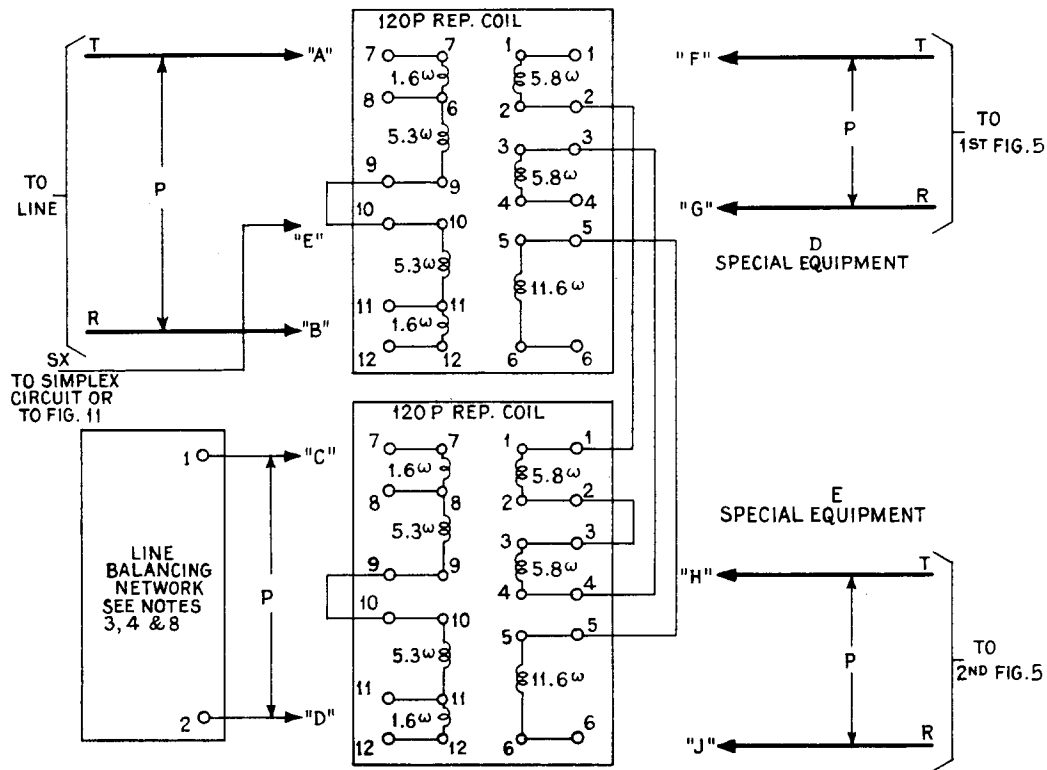 120P REP. COIL
T
"A"
7
7
1
1
"F"
T
1.6ω
5.8ω
8
6
2
2
P
5.3ω
3
3
P
TO
1ST FIG. 5
9
9
5.8ω
4
4
TO
LINE
10
10
"G"
R
"E"
5
5
D
SPECIAL EQUIPMENT
5.3ω
11.6ω
11
11
R
"B"
1.6ω
12
12
6
6
SX
TO SIMPLEX
CIRCUIT OR
TO FIG. 11
120 P REP. COIL
7
7
1
1
1
"C"
1.6ω
5.8ω
8
8
2
2
E
SPECIAL EQUIPMENT
5.3ω
3
3
LINE
BALANCING
NETWORK
SEE NOTES
3, 4 & 8
P
9
9
5.8ω
4
4
"H"
T
10
10
5
5
5.3ω
11.6ω
P
TO
2ND FIG. 5
11
11
2
"D"
1.6ω
12
12
6
6
"J"
R